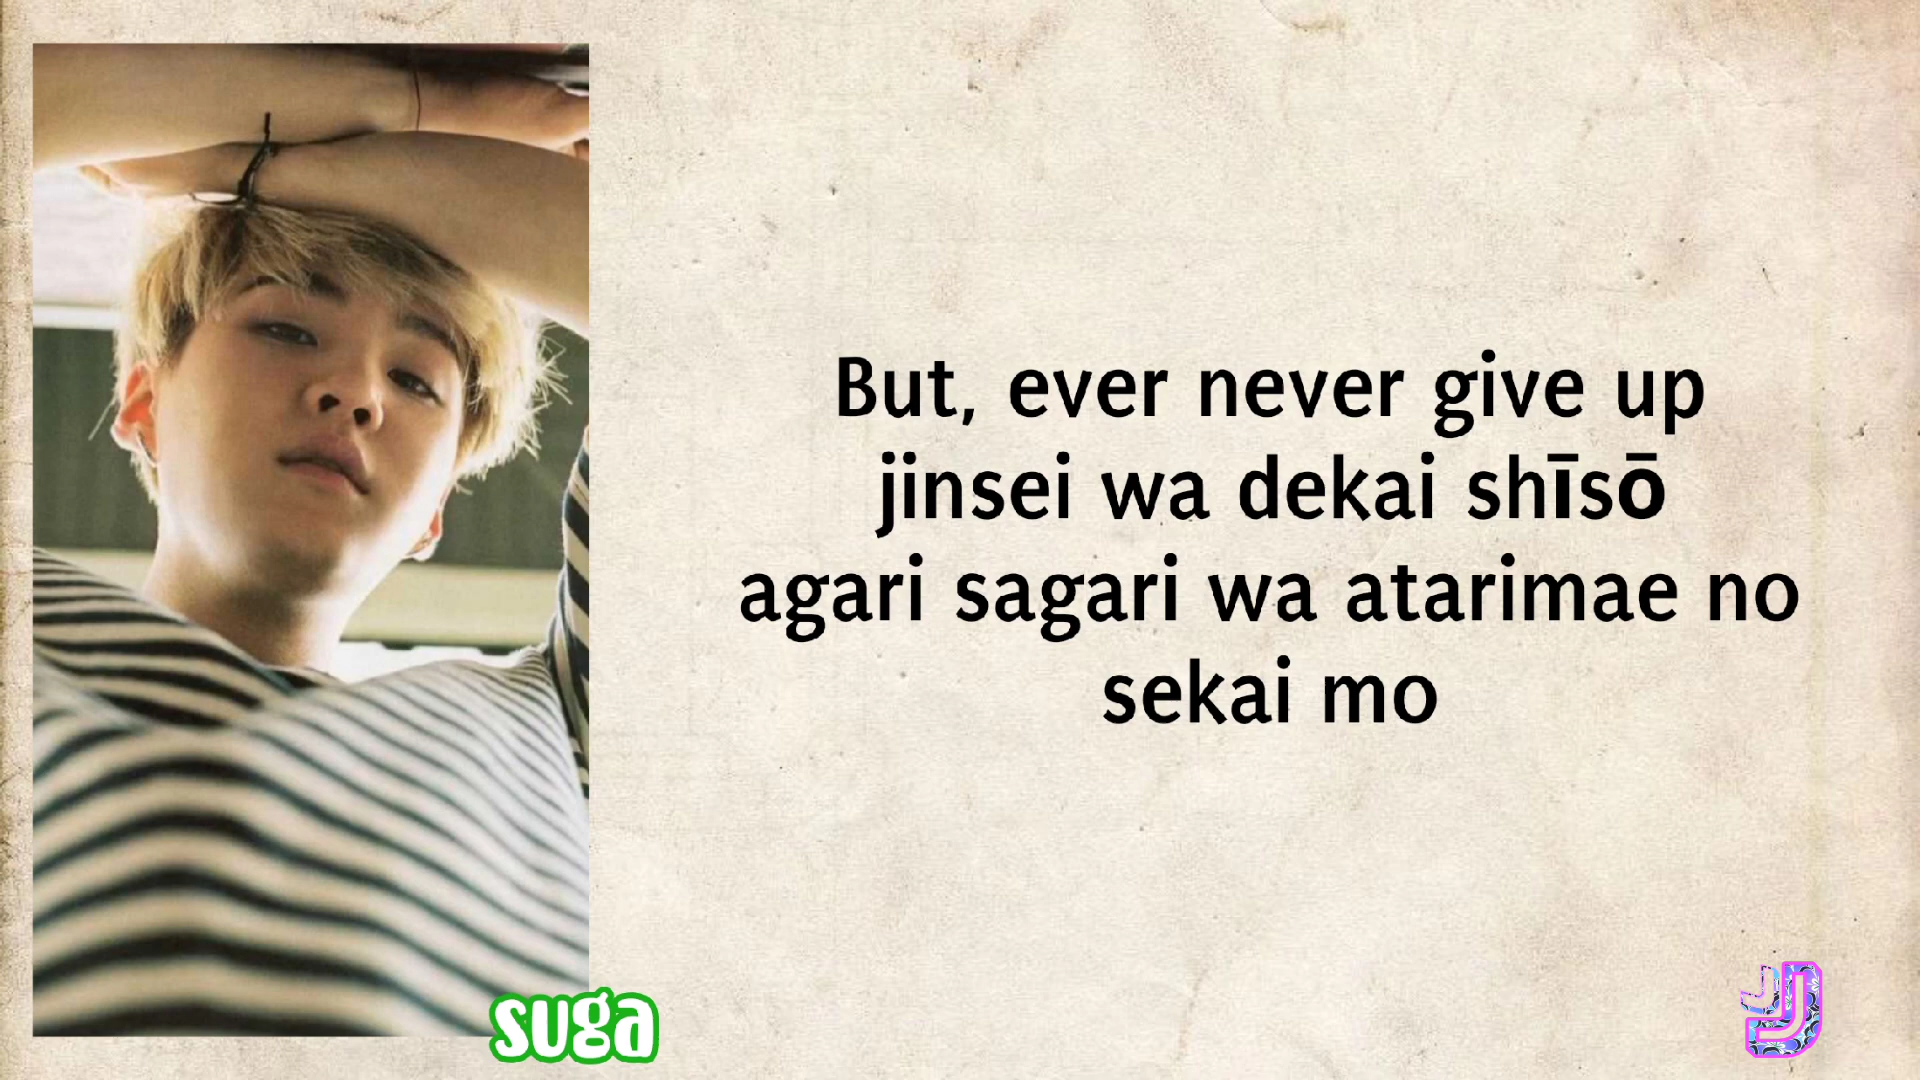 But, ever never give up
jinsei wa dekai shīsō
agari sagari wa atarimae no
sekai mo
suga